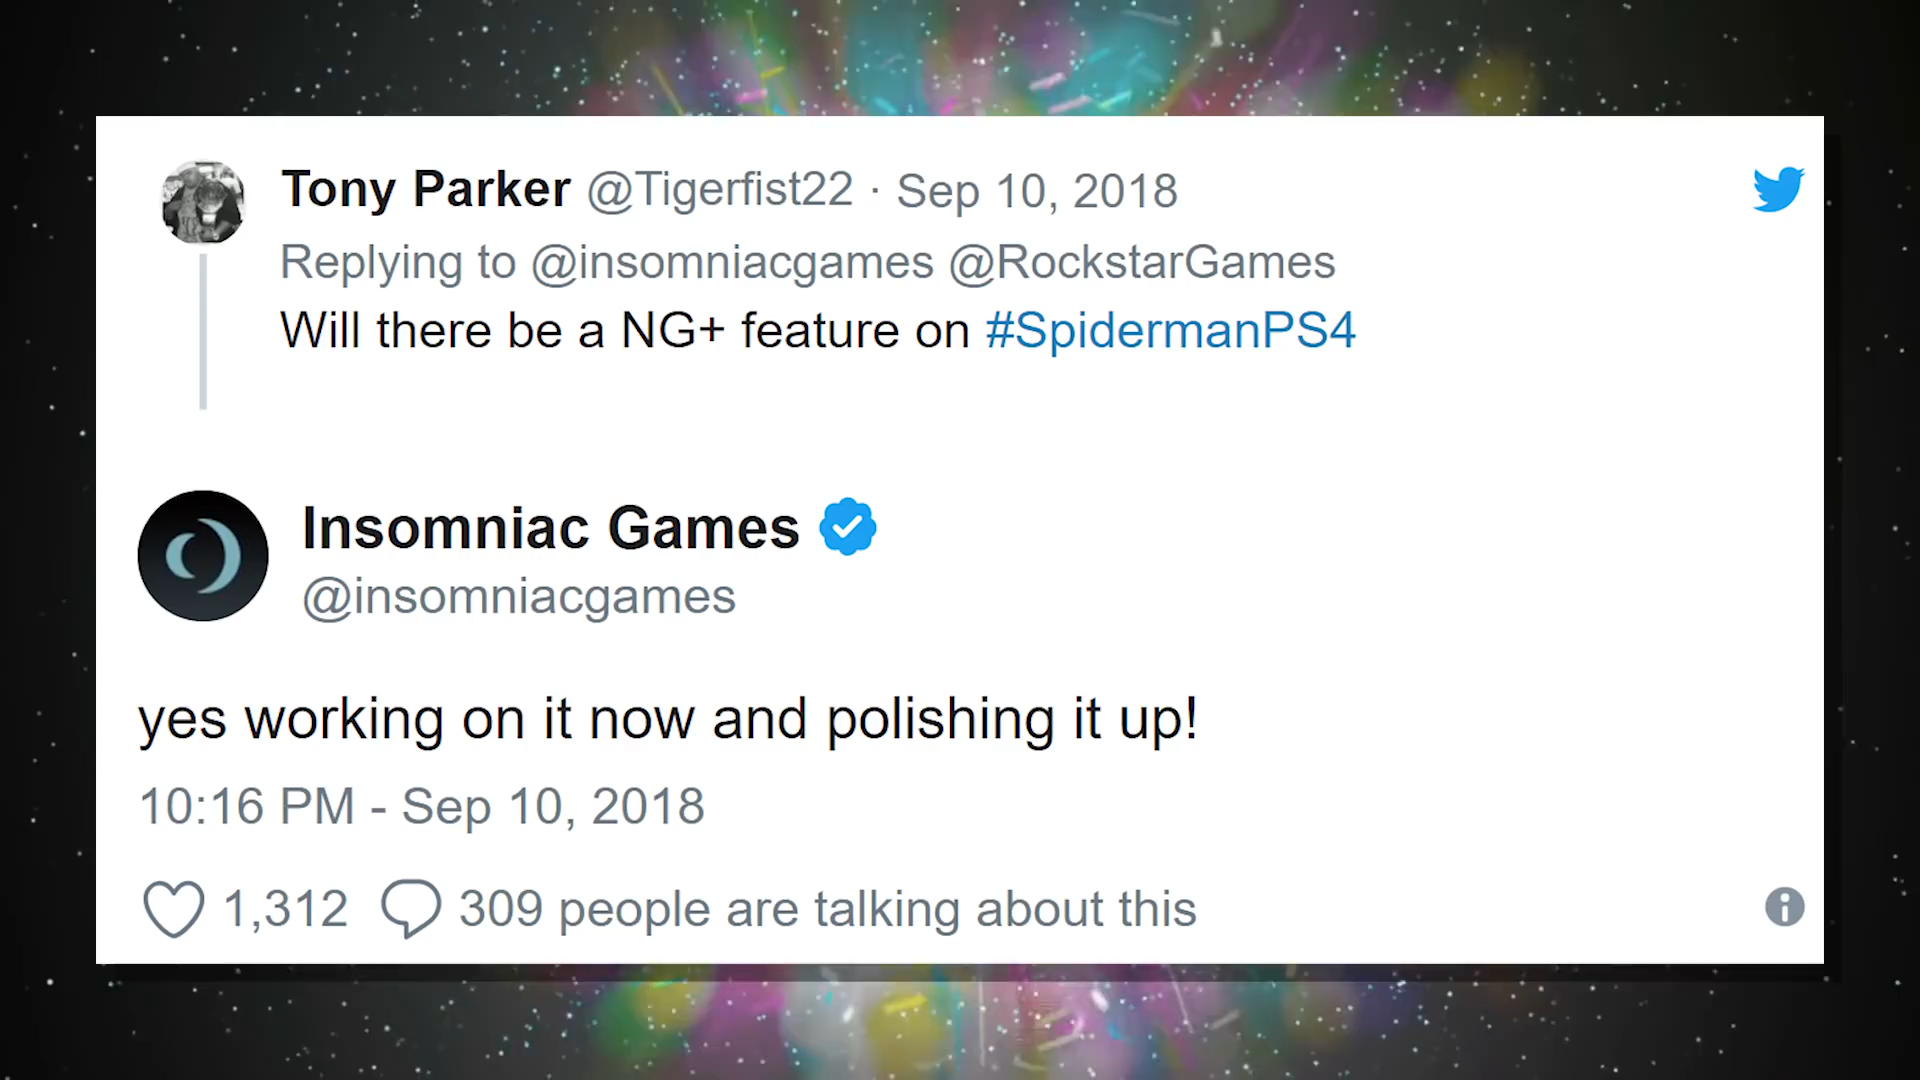 Tony Parker @Tigerfist22 · Sep 10, 2018
Replying to @insomniacgames @RockstarGames
Will there be a NG+ feature on #SpidermanPS4
Insomniac Games
@insomniacgames
yes working on it now and polishing it up!
10:16 PM - Sep 10, 2018
1,312 309 people are talking about this